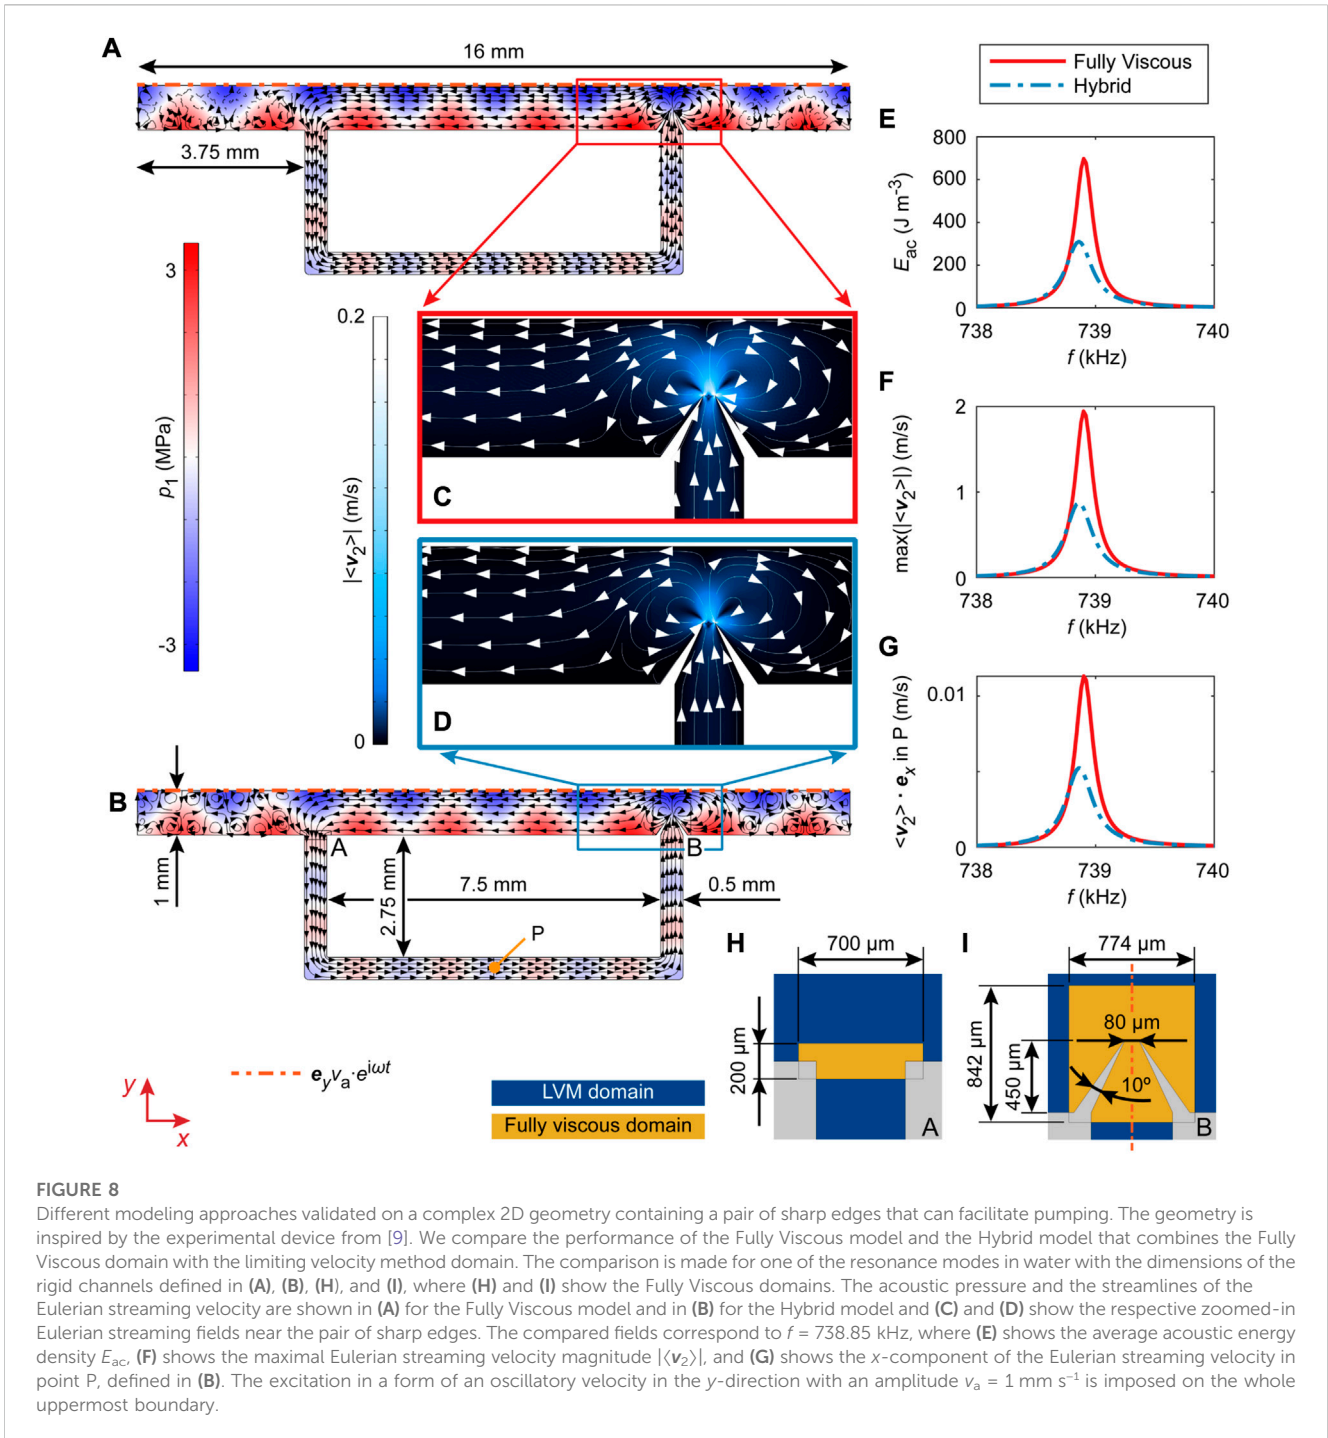 A
16 mm
3.75 mm
3
-3
p1 (MPa)
0.2
0
|<v2>| (m/s)
C
D
Fully Viscous
Hybrid
E
800
600
400
200
0
Eac (J m-3)
738
739
740
f (kHz)
F
2
1
0
max(|<v2>|) (m/s)
738
739
740
f (kHz)
G
0.01
0
<v2> · ex in P (m/s)
738
739
740
f (kHz)
B
1 mm
A
B
7.5 mm
2.75 mm
0.5 mm
P
H
700 µm
200 µm
A
I
774 µm
842 µm
450 µm
80 µm
10º
B
y
x
eyva·eiωt
LVM domain
Fully viscous domain
FIGURE 8
Different modeling approaches validated on a complex 2D geometry containing a pair of sharp edges that can facilitate pumping. The geometry is
inspired by the experimental device from [9]. We compare the performance of the Fully Viscous model and the Hybrid model that combines the Fully
Viscous domain with the limiting velocity method domain. The comparison is made for one of the resonance modes in water with the dimensions of the
rigid channels defined in (A), (B), (H), and (I), where (H) and (I) show the Fully Viscous domains. The acoustic pressure and the streamlines of the
Eulerian streaming velocity are shown in (A) for the Fully Viscous model and in (B) for the Hybrid model and (C) and (D) show the respective zoomed-in
Eulerian streaming fields near the pair of sharp edges. The compared fields correspond to f = 738.85 kHz, where (E) shows the average acoustic energy
density Eac, (F) shows the maximal Eulerian streaming velocity magnitude |⟨v2⟩|, and (G) shows the x-component of the Eulerian streaming velocity in
point P, defined in (B). The excitation in a form of an oscillatory velocity in the y-direction with an amplitude va = 1 mm s−1 is imposed on the whole
uppermost boundary.